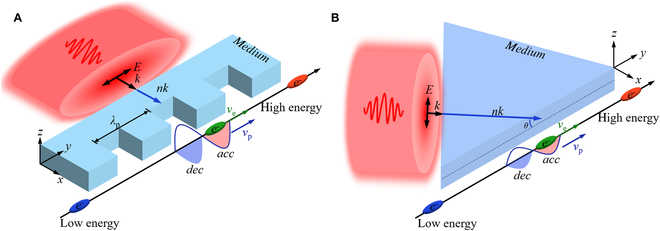 A
Medium
E
k
nk
λp
High energy
z
y
x
ve
vp
e-
acc
dec
e-
Low energy
B
Medium
z
y
x
E
k
nk
θ
High energy
ve
vp
e-
acc
dec
e-
Low energy